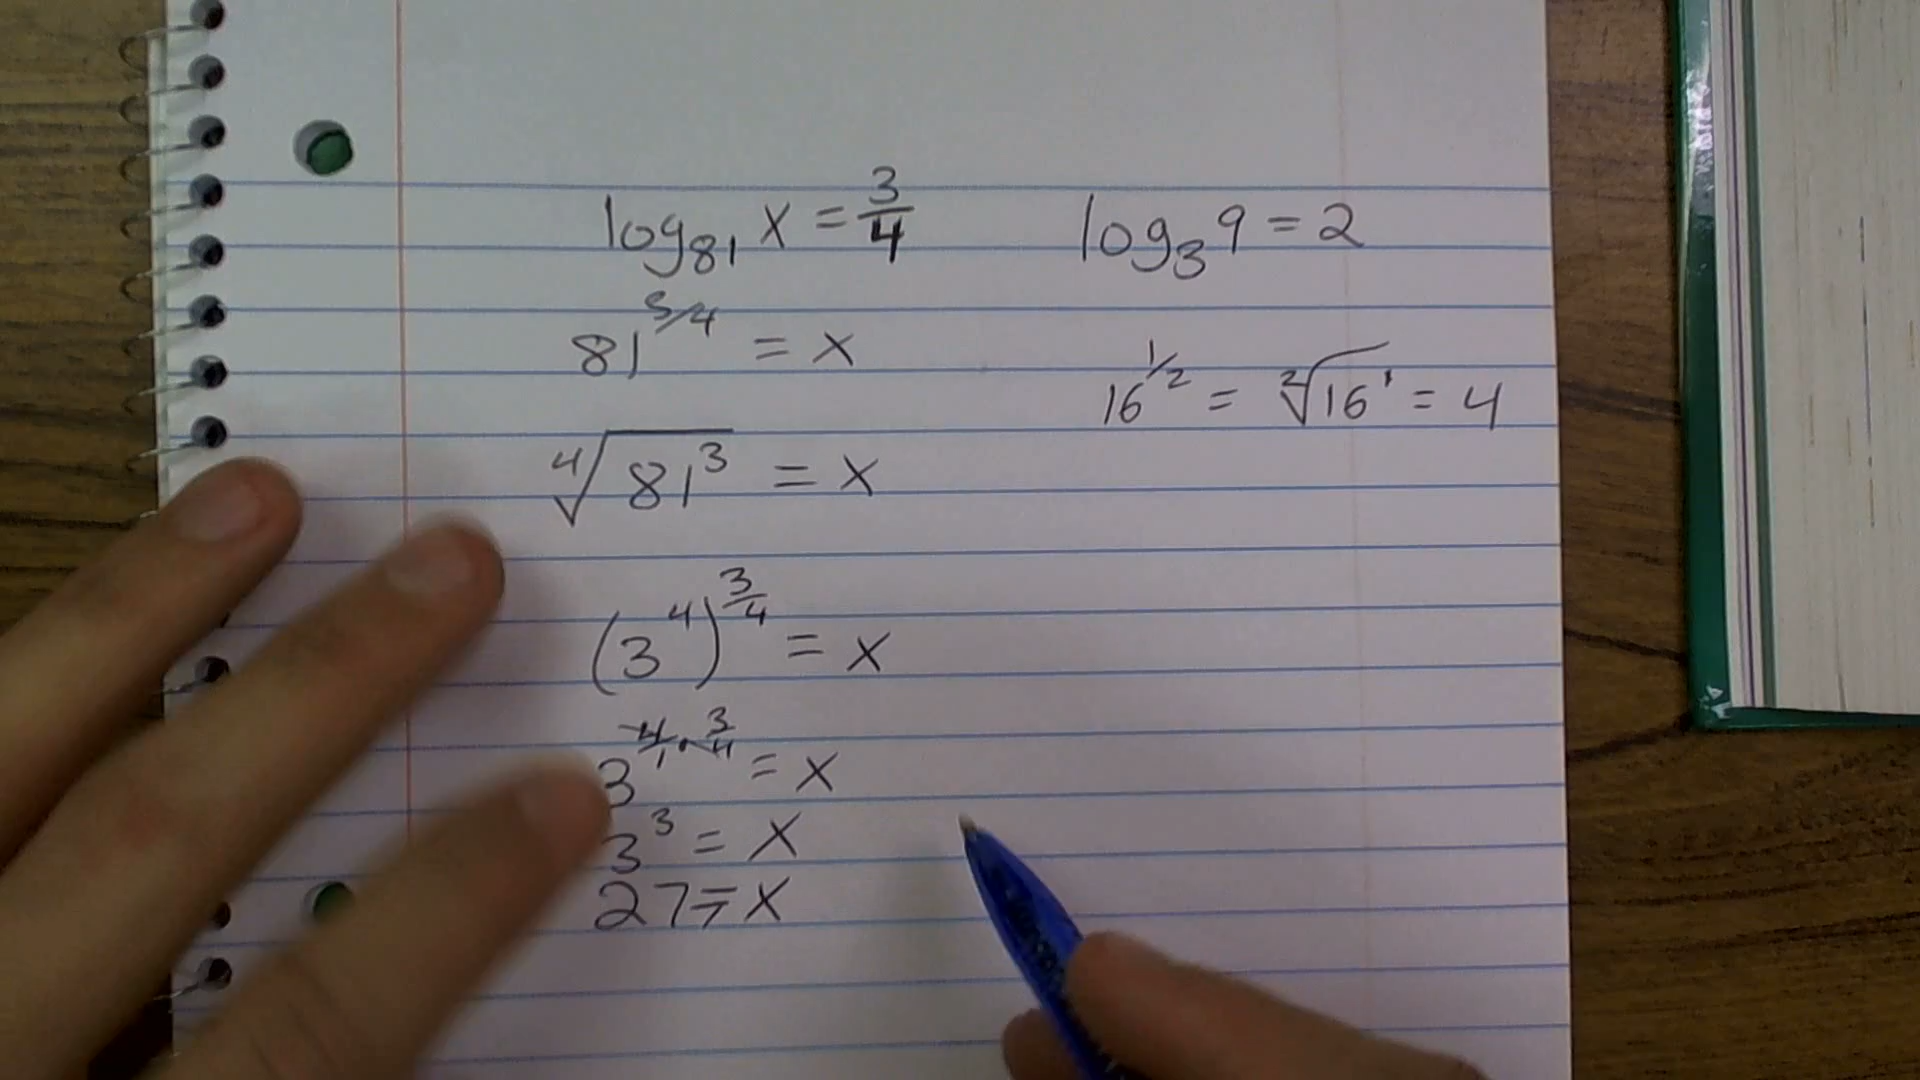 log₈₁ x = 3/4
log₃ 9 = 2
81^3/4 = x
16^1/2 = ²√16¹ = 4
⁴√81³ = x
(3⁴)^3/4 = x
3^4/1 · 3/4 = x
3³ = x
27 = x